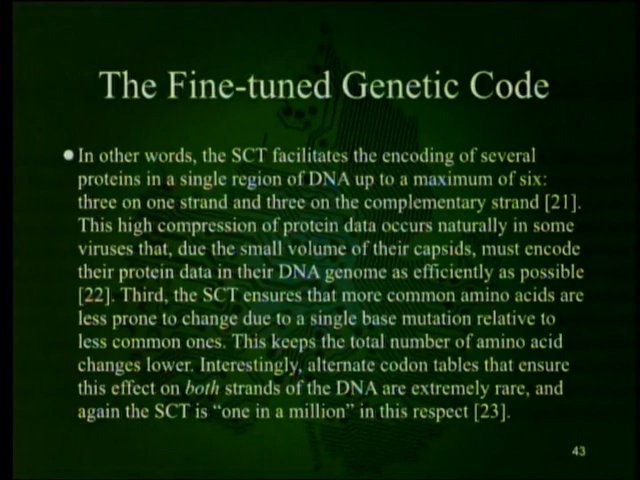 The Fine-tuned Genetic Code
In other words, the SCT facilitates the encoding of several
proteins in a single region of DNA up to a maximum of six:
three on one strand and three on the complementary strand [21].
This high compression of protein data occurs naturally in some
viruses that, due the small volume of their capsids, must encode
their protein data in their DNA genome as efficiently as possible
[22]. Third, the SCT ensures that more common amino acids are
less prone to change due to a single base mutation relative to
less common ones. This keeps the total number of amino acid
changes lower. Interestingly, alternate codon tables that ensure
this effect on both strands of the DNA are extremely rare, and
again the SCT is “one in a million” in this respect [23].
43